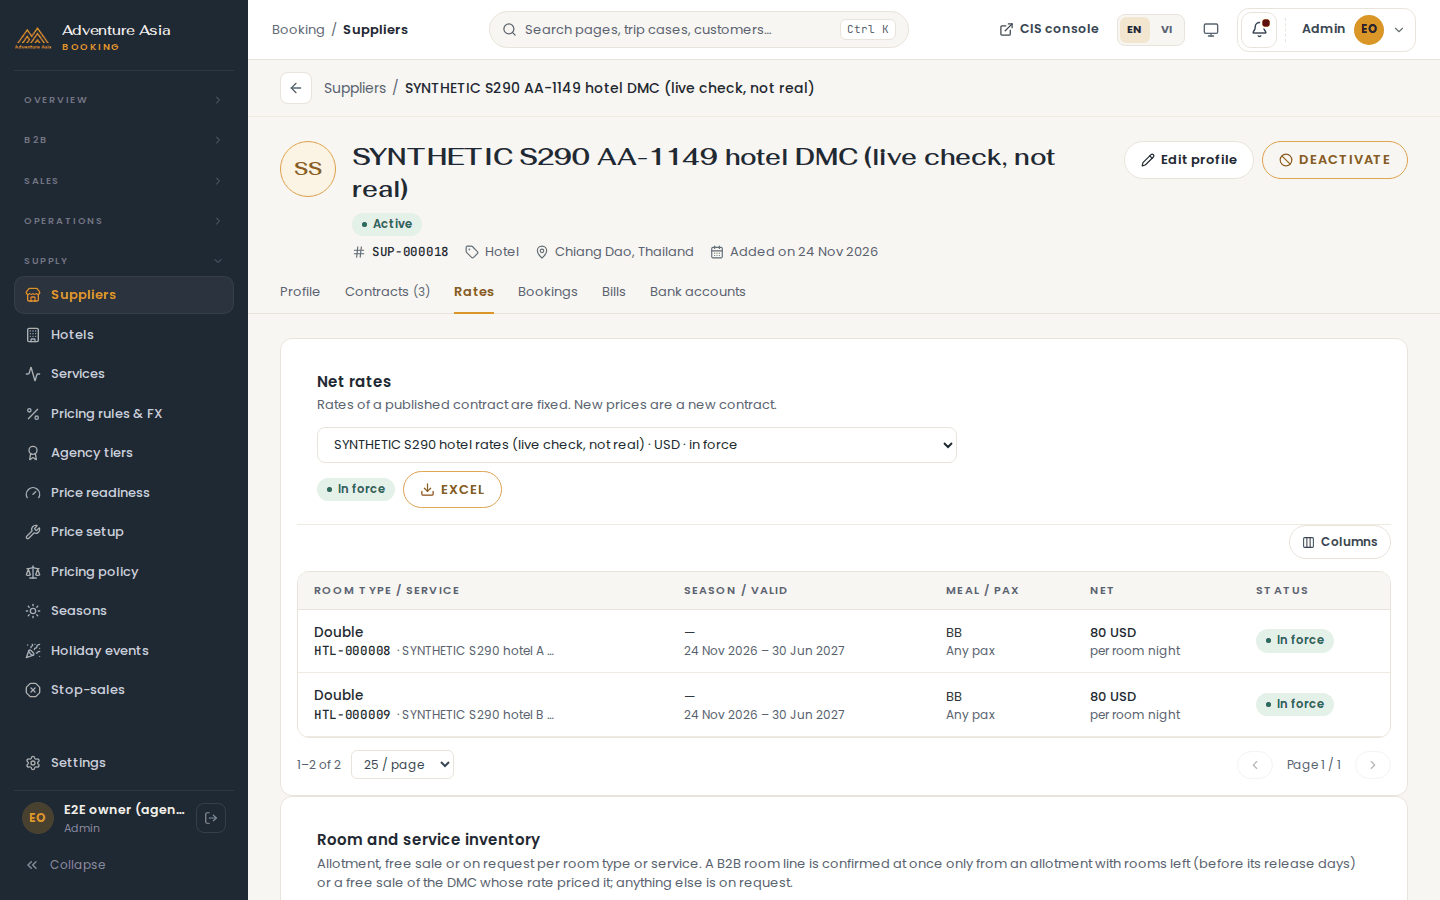 Adventure Asia
BOOKING
Adventure Asia
OVERVIEW
B2B
SALES
OPERATIONS
SUPPLY
Suppliers
Hotels
Services
Pricing rules & FX
Agency tiers
Price readiness
Price setup
Pricing policy
Seasons
Holiday events
Stop-sales
Settings
EO
E2E owner (agen...
Admin
Collapse
Booking / Suppliers
Search pages, trip cases, customers...
Ctrl K
CIS console
EN
VI
Admin
EO
Suppliers / SYNTHETIC S290 AA-1149 hotel DMC (live check, not real)
SS
SYNTHETIC S290 AA-1149 hotel DMC (live check, not
real)
Edit profile
DEACTIVATE
Active
SUP-000018
Hotel
Chiang Dao, Thailand
Added on 24 Nov 2026
Profile
Contracts (3)
Rates
Bookings
Bills
Bank accounts
Net rates
Rates of a published contract are fixed. New prices are a new contract.
SYNTHETIC S290 hotel rates (live check, not real) · USD · in force
In force
EXCEL
Columns
ROOM TYPE / SERVICE
SEASON / VALID
MEAL / PAX
NET
STATUS
Double
—
BB
80 USD
In force
HTL-000008 · SYNTHETIC S290 hotel A ...
24 Nov 2026 – 30 Jun 2027
Any pax
per room night
Double
—
BB
80 USD
In force
HTL-000009 · SYNTHETIC S290 hotel B ...
24 Nov 2026 – 30 Jun 2027
Any pax
per room night
1–2 of 2
25 / page
Page 1 / 1
Room and service inventory
Allotment, free sale or on request per room type or service. A B2B room line is confirmed at once only from an allotment with rooms left (before its release days)
or a free sale of the DMC whose rate priced it; anything else is on request.